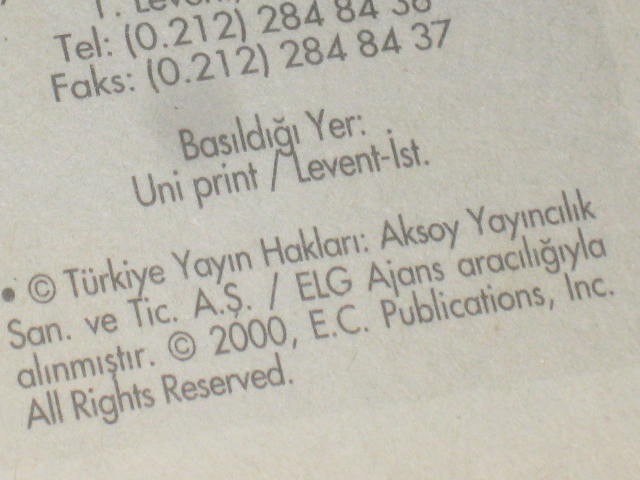 Tel: (0.212) 284 84 38
Faks: (0.212) 284 84 37
Basıldığı Yer:
Uni print / Levent-İst.
• © Türkiye Yayın Hakları: Aksoy Yayıncılık
San. ve Tic. A.Ş. / ELG Ajans aracılığıyla
alınmıştır. © 2000, E.C. Publications, Inc.
All Rights Reserved.